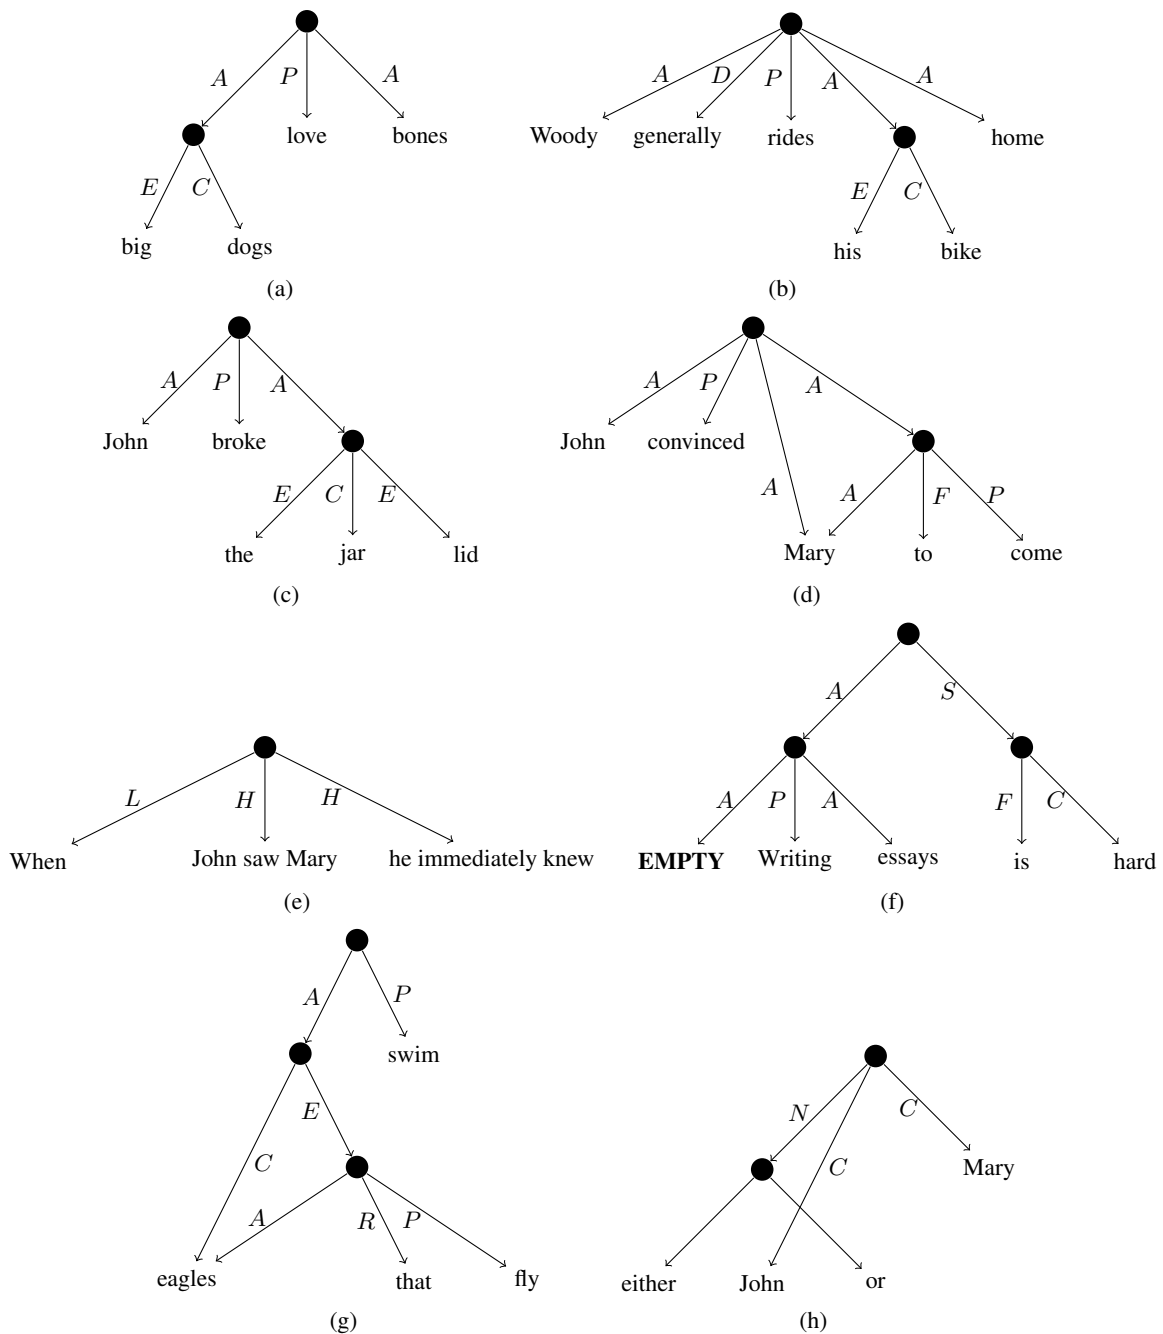 A P A
love bones
E C
big dogs
(a)
A D P A A
Woody generally rides home
E C
his bike
(b)
A P A
John broke
E C E
the jar lid
(c)
A P A
John convinced
A A F P
Mary to come
(d)
L H H
When John saw Mary he immediately knew
(e)
A S
A P A F C
EMPTY Writing essays is hard
(f)
A P
swim
E
C
A R P
eagles that fly
(g)
N C
Mary
C
either John or
(h)